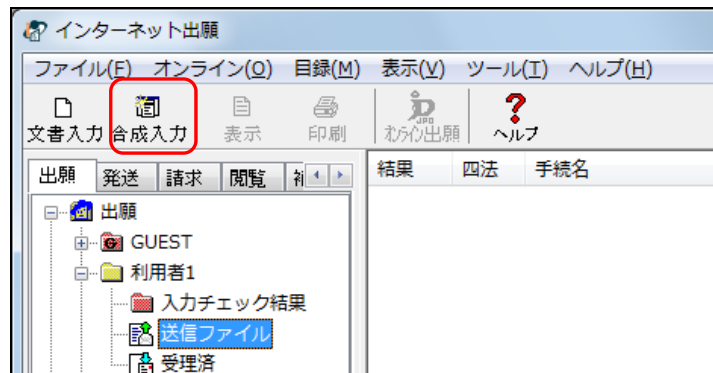 インターネット出願
ファイル(F) オンライン(O) 目録(M) 表示(V) ツール(T) ヘルプ(H)
文書入力 合成入力 表示 印刷 オンライン出願 ヘルプ
JPO
出願 発送 請求 閲覧
結果 四法 手続名
出願
GUEST
利用者1
入力チェック結果
送信ファイル
受理済